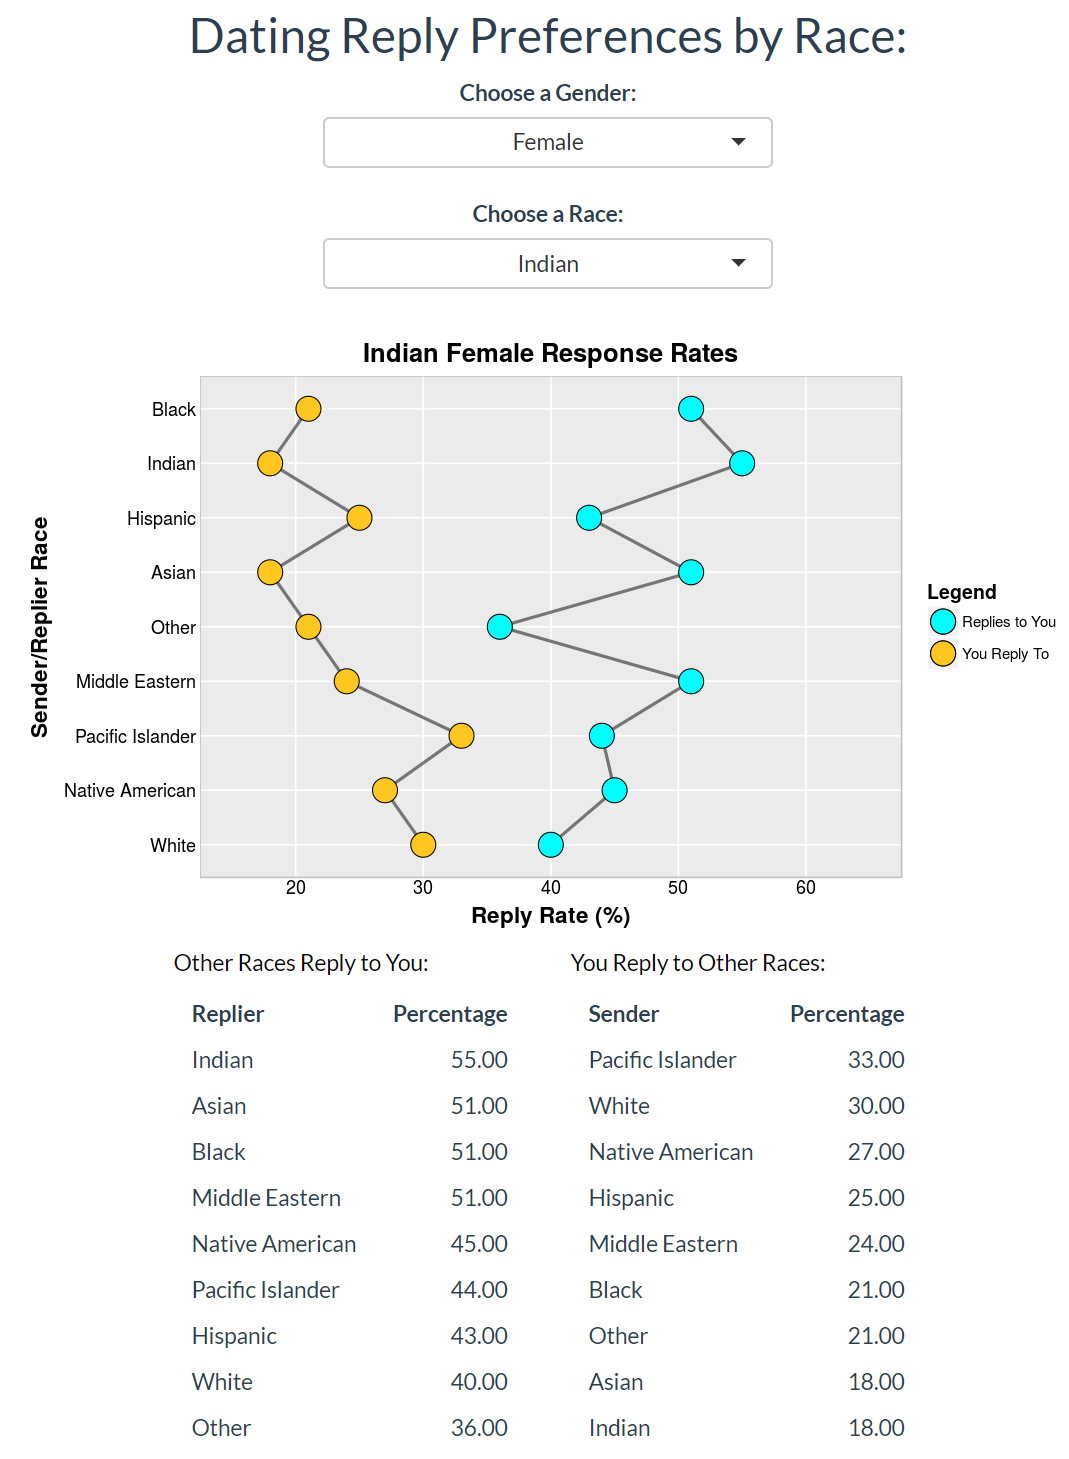 Dating Reply Preferences by Race:
Choose a Gender:
Female
Choose a Race:
Indian
Indian Female Response Rates
Sender/Replier Race
Black
Indian
Hispanic
Asian
Other
Middle Eastern
Pacific Islander
Native American
White
20 30 40 50 60
Reply Rate (%)
Legend
Replies to You
You Reply To
Other Races Reply to You:
Replier Percentage
Indian 55.00
Asian 51.00
Black 51.00
Middle Eastern 51.00
Native American 45.00
Pacific Islander 44.00
Hispanic 43.00
White 40.00
Other 36.00
You Reply to Other Races:
Sender Percentage
Pacific Islander 33.00
White 30.00
Native American 27.00
Hispanic 25.00
Middle Eastern 24.00
Black 21.00
Other 21.00
Asian 18.00
Indian 18.00